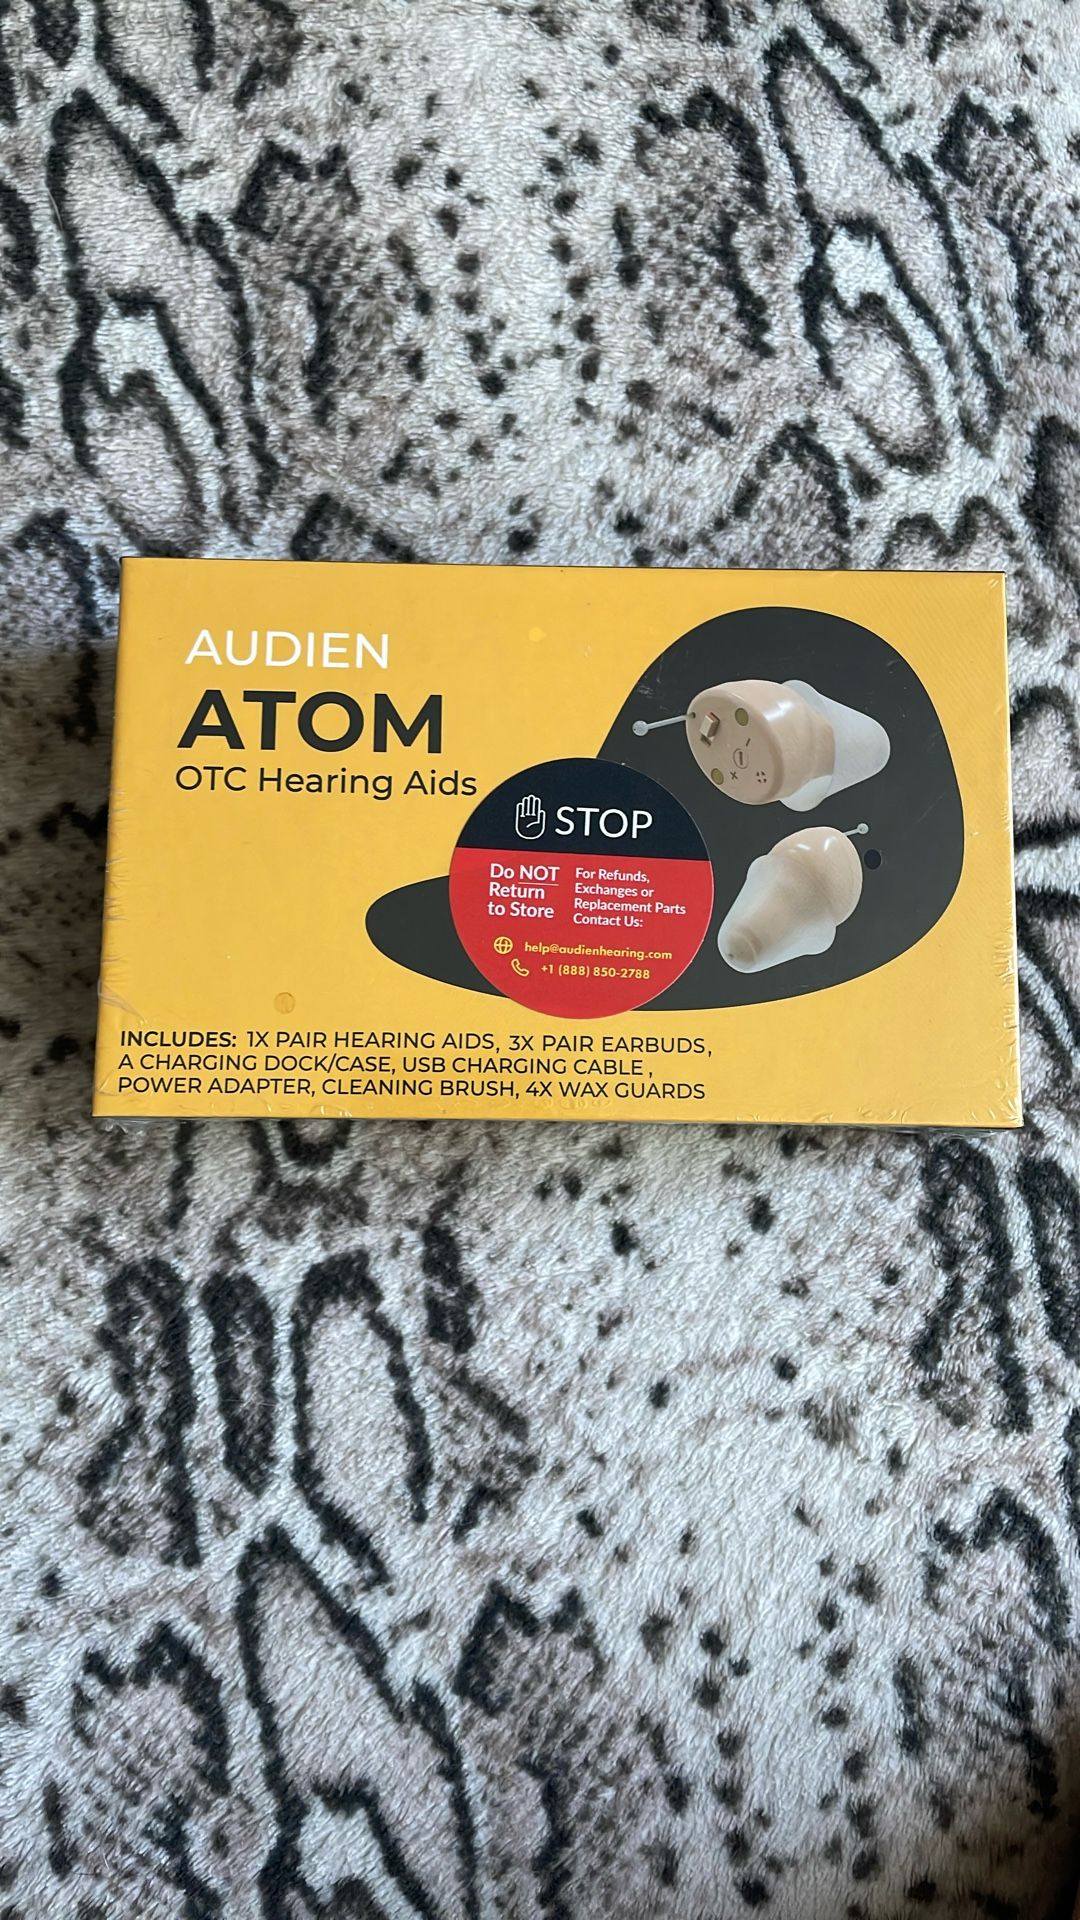 AUDIEN
ATOM
OTC Hearing Aids
STOP
Do NOT
Return
to Store
For Refunds,
Exchanges or
Replacement Parts
Contact Us:
help@audienhearing.com
+1 (888) 850-2788
INCLUDES: 1X PAIR HEARING AIDS, 3X PAIR EARBUDS,
A CHARGING DOCK/CASE, USB CHARGING CABLE ,
POWER ADAPTER, CLEANING BRUSH, 4X WAX GUARDS